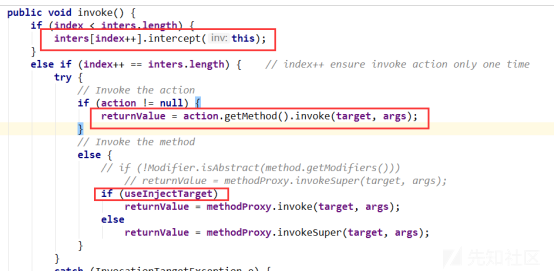 public void invoke() {
if (index < inters.length) {
inters[index++].intercept( inv: this);
}
else if (index++ == inters.length) {    // index++ ensure invoke action only one time
try {
// Invoke the action
if (action != null) {
returnValue = action.getMethod().invoke(target, args);
}
// Invoke the method
else {
// if (!Modifier.isAbstract(method.getModifiers()))
// returnValue = methodProxy.invokeSuper(target, args);
if (useInjectTarget)
returnValue = methodProxy.invoke(target, args);
else
returnValue = methodProxy.invokeSuper(target, args);
}
}
catch (InvocationTargetException e) {
先知社区